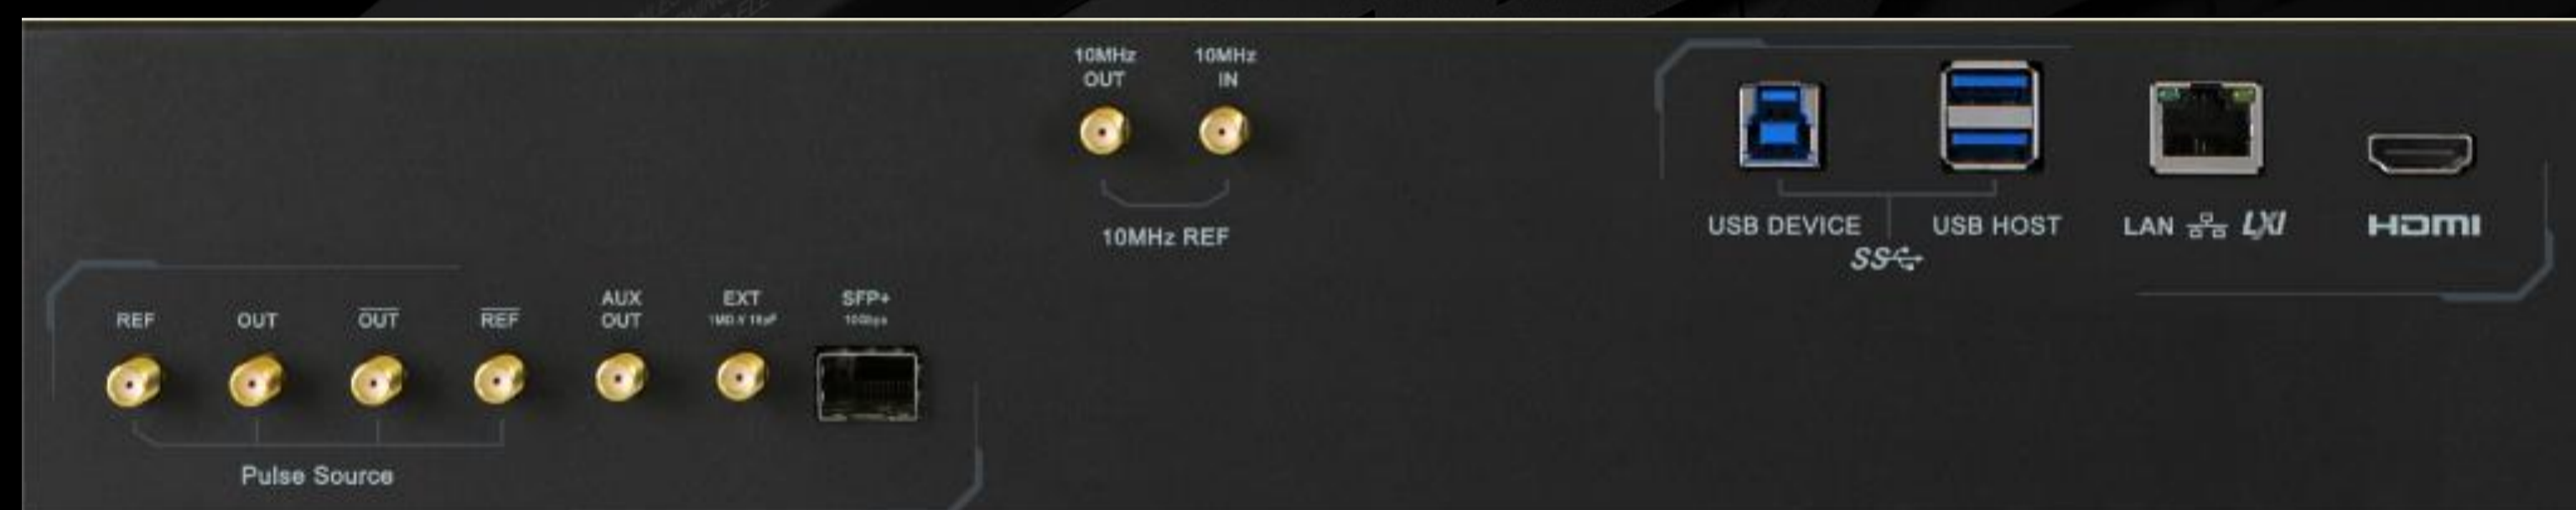 10MHz OUT
10MHz IN
10MHz REF
USB DEVICE
USB HOST
SS
LAN
LXI
HDMI
REF
OUT
OUT
REF
AUX OUT
EXT
SFP+
10Gbps
Pulse Source